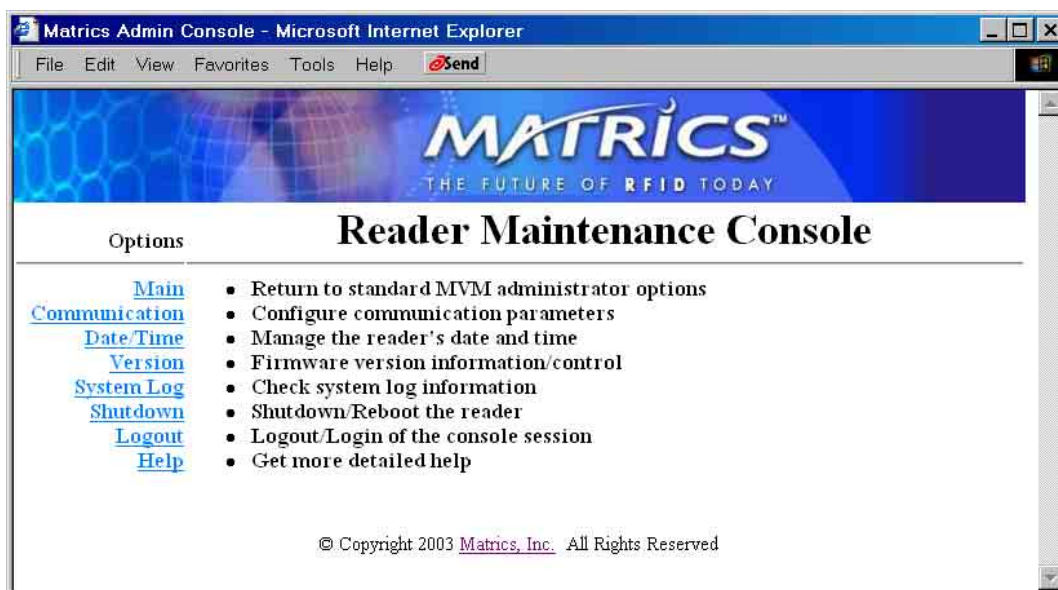 Matrics Admin Console - Microsoft Internet Explorer
File Edit View Favorites Tools Help Send
MATRICS™
THE FUTURE OF RFID TODAY
Options
Reader Maintenance Console
Main • Return to standard MVM administrator options
Communication • Configure communication parameters
Date/Time • Manage the reader's date and time
Version • Firmware version information/control
System Log • Check system log information
Shutdown • Shutdown/Reboot the reader
Logout • Logout/Login of the console session
Help • Get more detailed help
© Copyright 2003 Matrics, Inc. All Rights Reserved